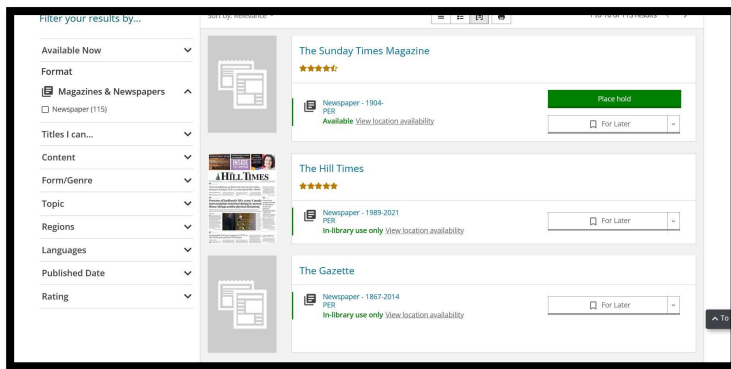 Filter your results by...
Sort by: Relevance
1 to 10 of 115 results
Available Now
Format
Magazines & Newspapers
Newspaper (115)
Titles I can...
Content
Form/Genre
Topic
Regions
Languages
Published Date
Rating
The Sunday Times Magazine
Newspaper - 1904-
PER
Available View location availability
Place hold
For Later
INSIDE
THE HILL TIMES
The Hill Times
Newspaper - 1989-2021
PER
In-library use only View location availability
For Later
The Gazette
Newspaper - 1867-2014
PER
In-library use only View location availability
For Later
To